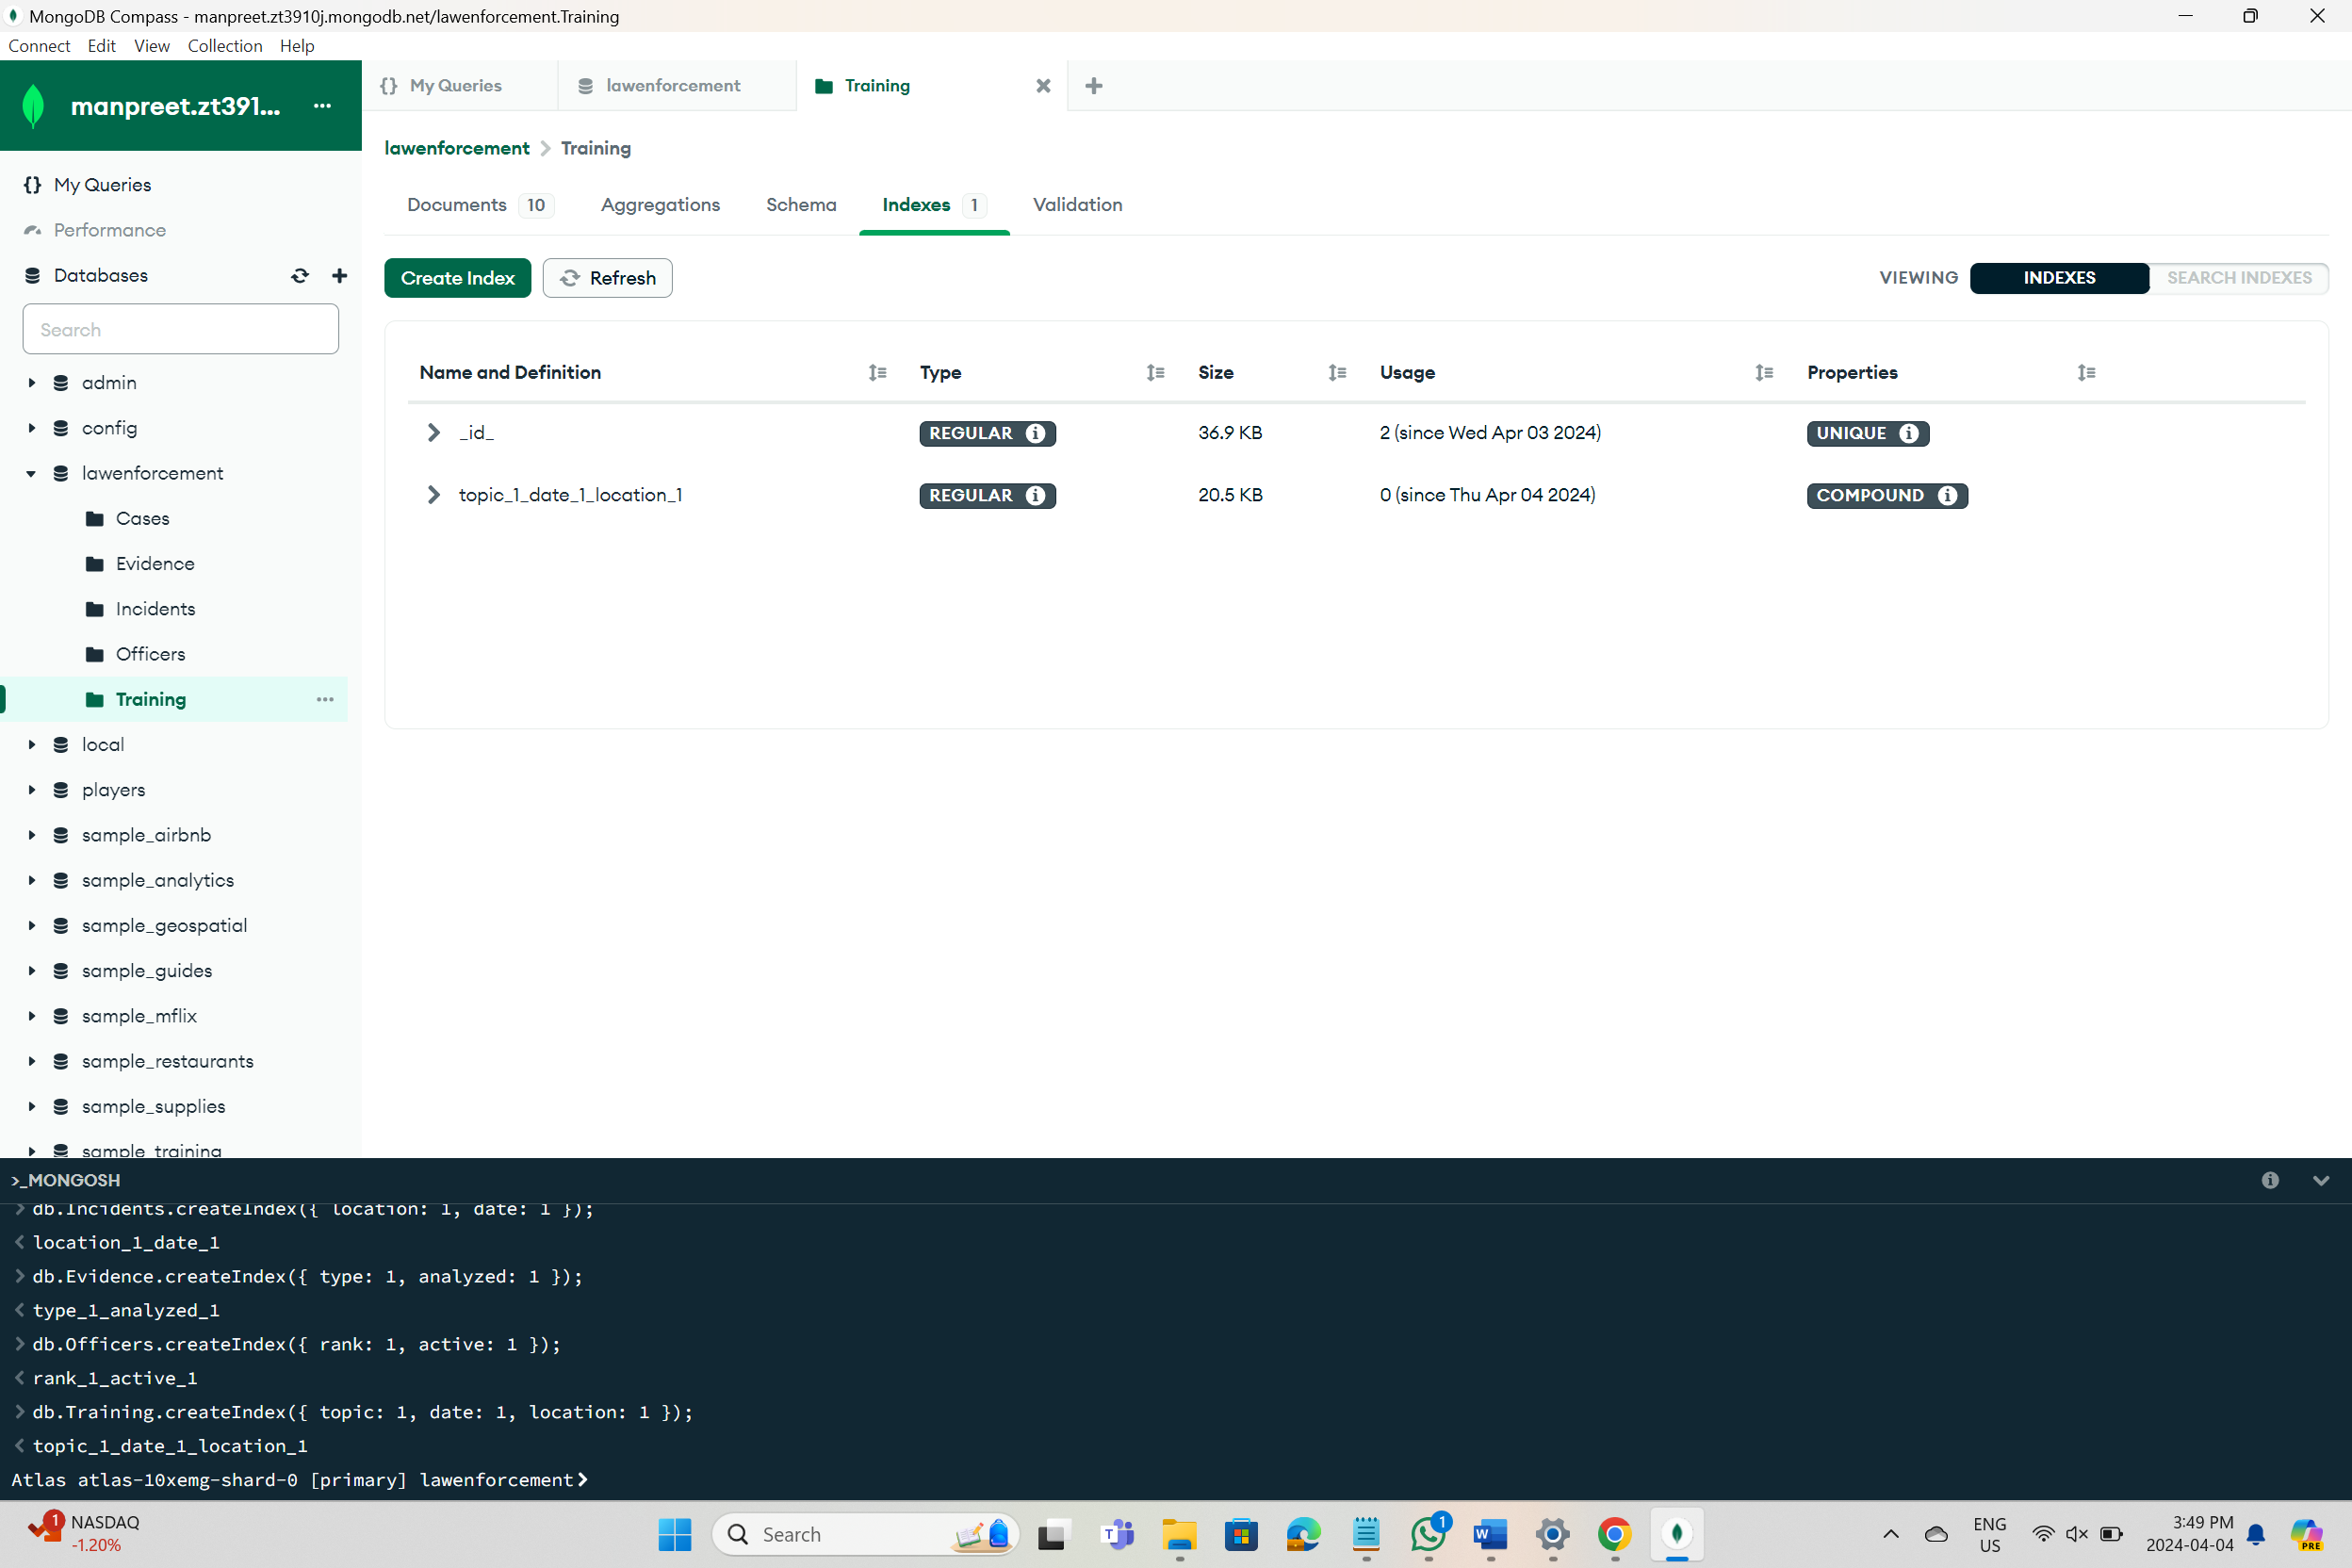 MongoDB Compass - manpreet.zt3910j.mongodb.net/lawenforcement.Training
Connect Edit View Collection Help
manpreet.zt391... ...
{} My Queries
lawenforcement
Training
lawenforcement > Training
My Queries
Performance
Databases
Search
admin
config
lawenforcement
Cases
Evidence
Incidents
Officers
Training ...
local
players
sample_airbnb
sample_analytics
sample_geospatial
sample_guides
sample_mflix
sample_restaurants
sample_supplies
sample_training
Documents 10 Aggregations Schema Indexes 1 Validation
Create Index Refresh VIEWING INDEXES SEARCH INDEXES
Name and Definition Type Size Usage Properties
_id_ REGULAR 36.9 KB 2 (since Wed Apr 03 2024) UNIQUE
topic_1_date_1_location_1 REGULAR 20.5 KB 0 (since Thu Apr 04 2024) COMPOUND
>_MONGOSH
> db.Incidents.createIndex({ location: 1, date: 1 });
< location_1_date_1
> db.Evidence.createIndex({ type: 1, analyzed: 1 });
< type_1_analyzed_1
> db.Officers.createIndex({ rank: 1, active: 1 });
< rank_1_active_1
> db.Training.createIndex({ topic: 1, date: 1, location: 1 });
< topic_1_date_1_location_1
Atlas atlas-10xemg-shard-0 [primary] lawenforcement>
1 NASDAQ
-1.20%
Search
1
ENG
US
3:49 PM
2024-04-04
PRE